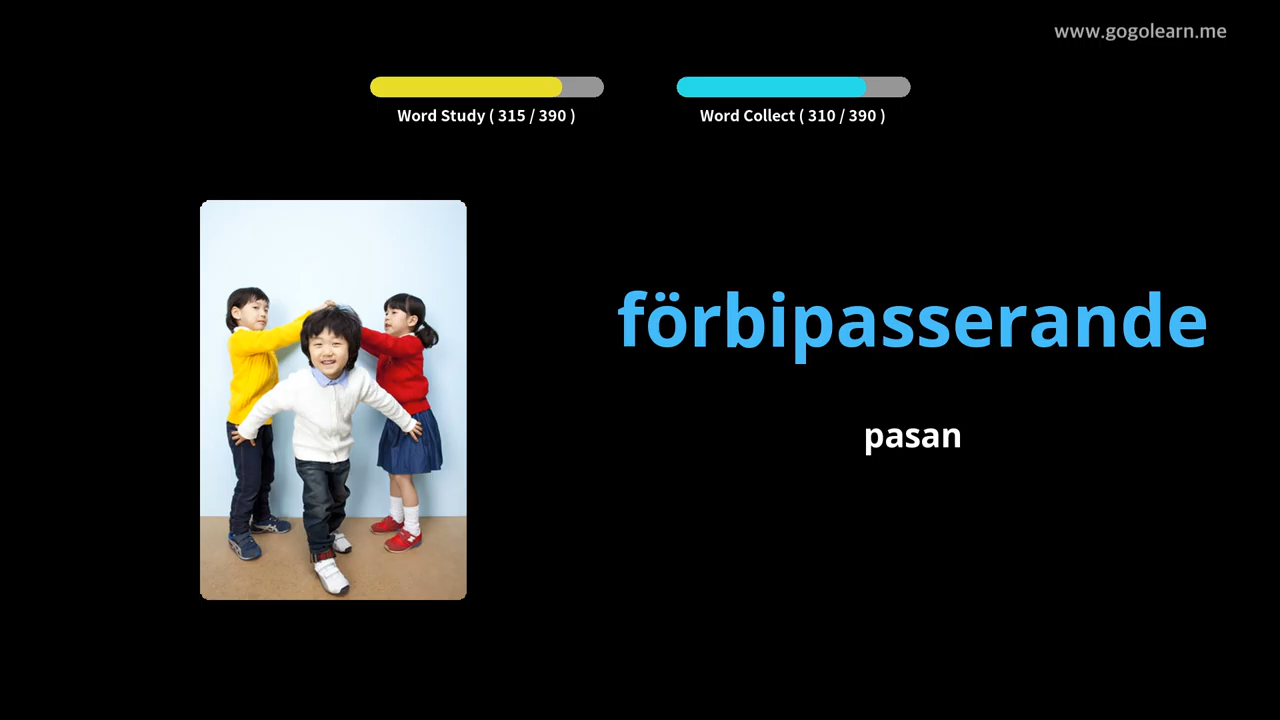 www.gogolearn.me
Word Study ( 315 / 390 )
Word Collect ( 310 / 390 )
förbipasserande
pasan